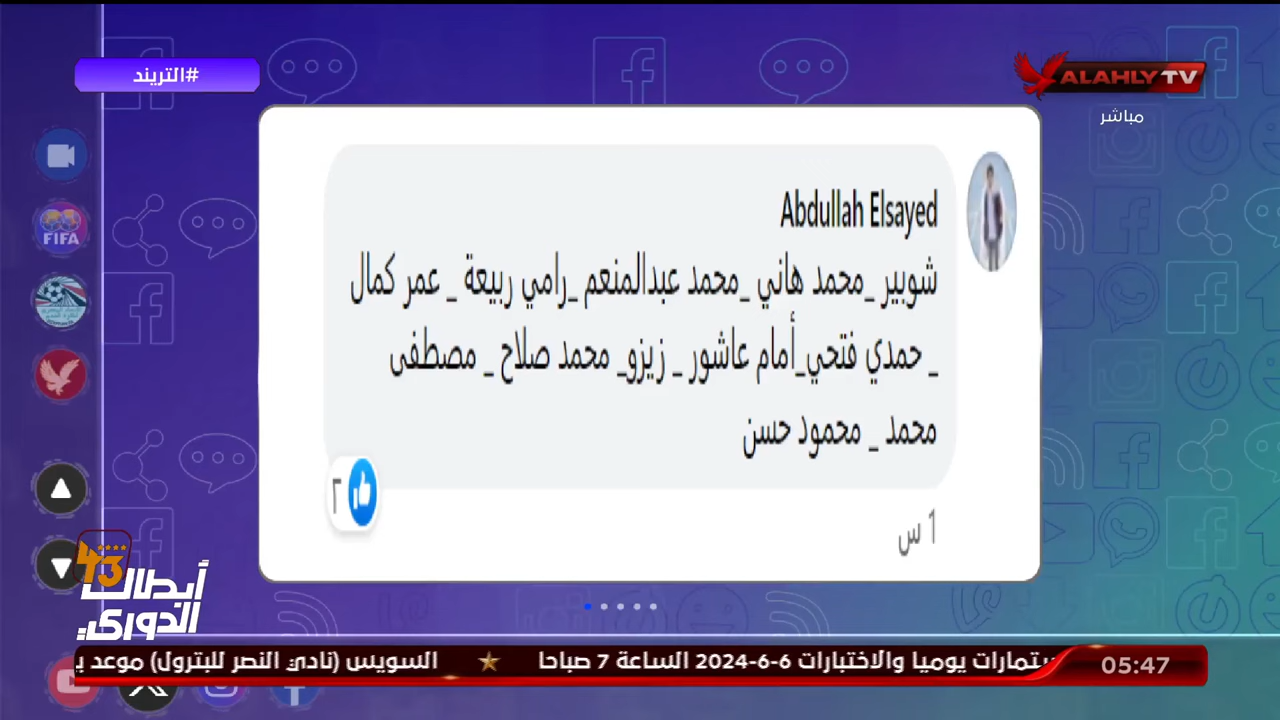 #التريند
ALAHLY TV
مباشر
FIFA
Abdullah Elsayed
شوبير _محمد هاني _محمد عبدالمنعم _رامي ربيعة _ عمر كمال
_ حمدي فتحي_أمام عاشور _ زيزو_ محمد صلاح _ مصطفى
محمد _ محمود حسن
٢
1 س
43
أبطال
الدوري
ستمارات يوميا والاختبارات 6-6-2024 الساعة 7 صباحا ★ السويس (نادي النصر للبترول) موعد
05:47